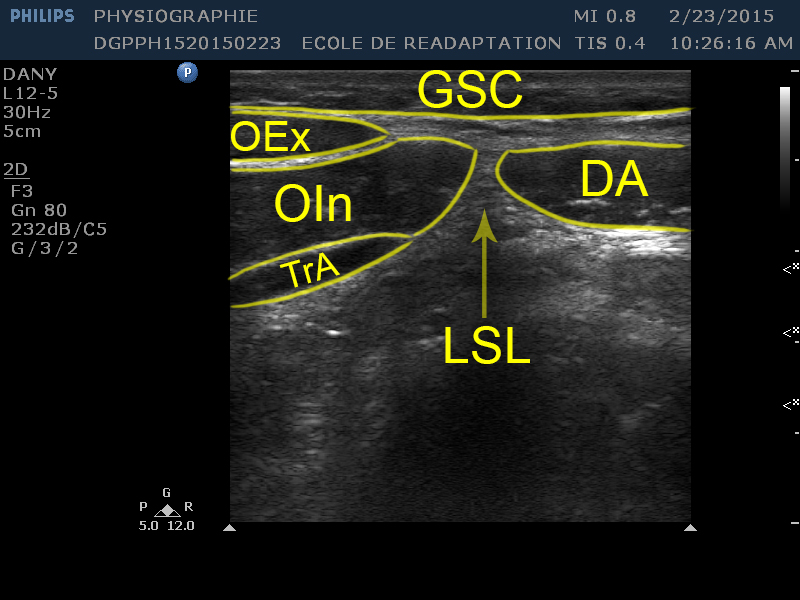 PHILIPS PHYSIOGRAPHIE MI 0.8 2/23/2015
DGPPH1520150223 ECOLE DE READAPTATION TIS 0.4 10:26:16 AM
DANY
L12-5
30Hz
5cm
2D
F3
Gn 80
232dB/C5
G/3/2
P
GSC
OEx
OIn
DA
TrA
LSL
G
P R
5.0 12.0